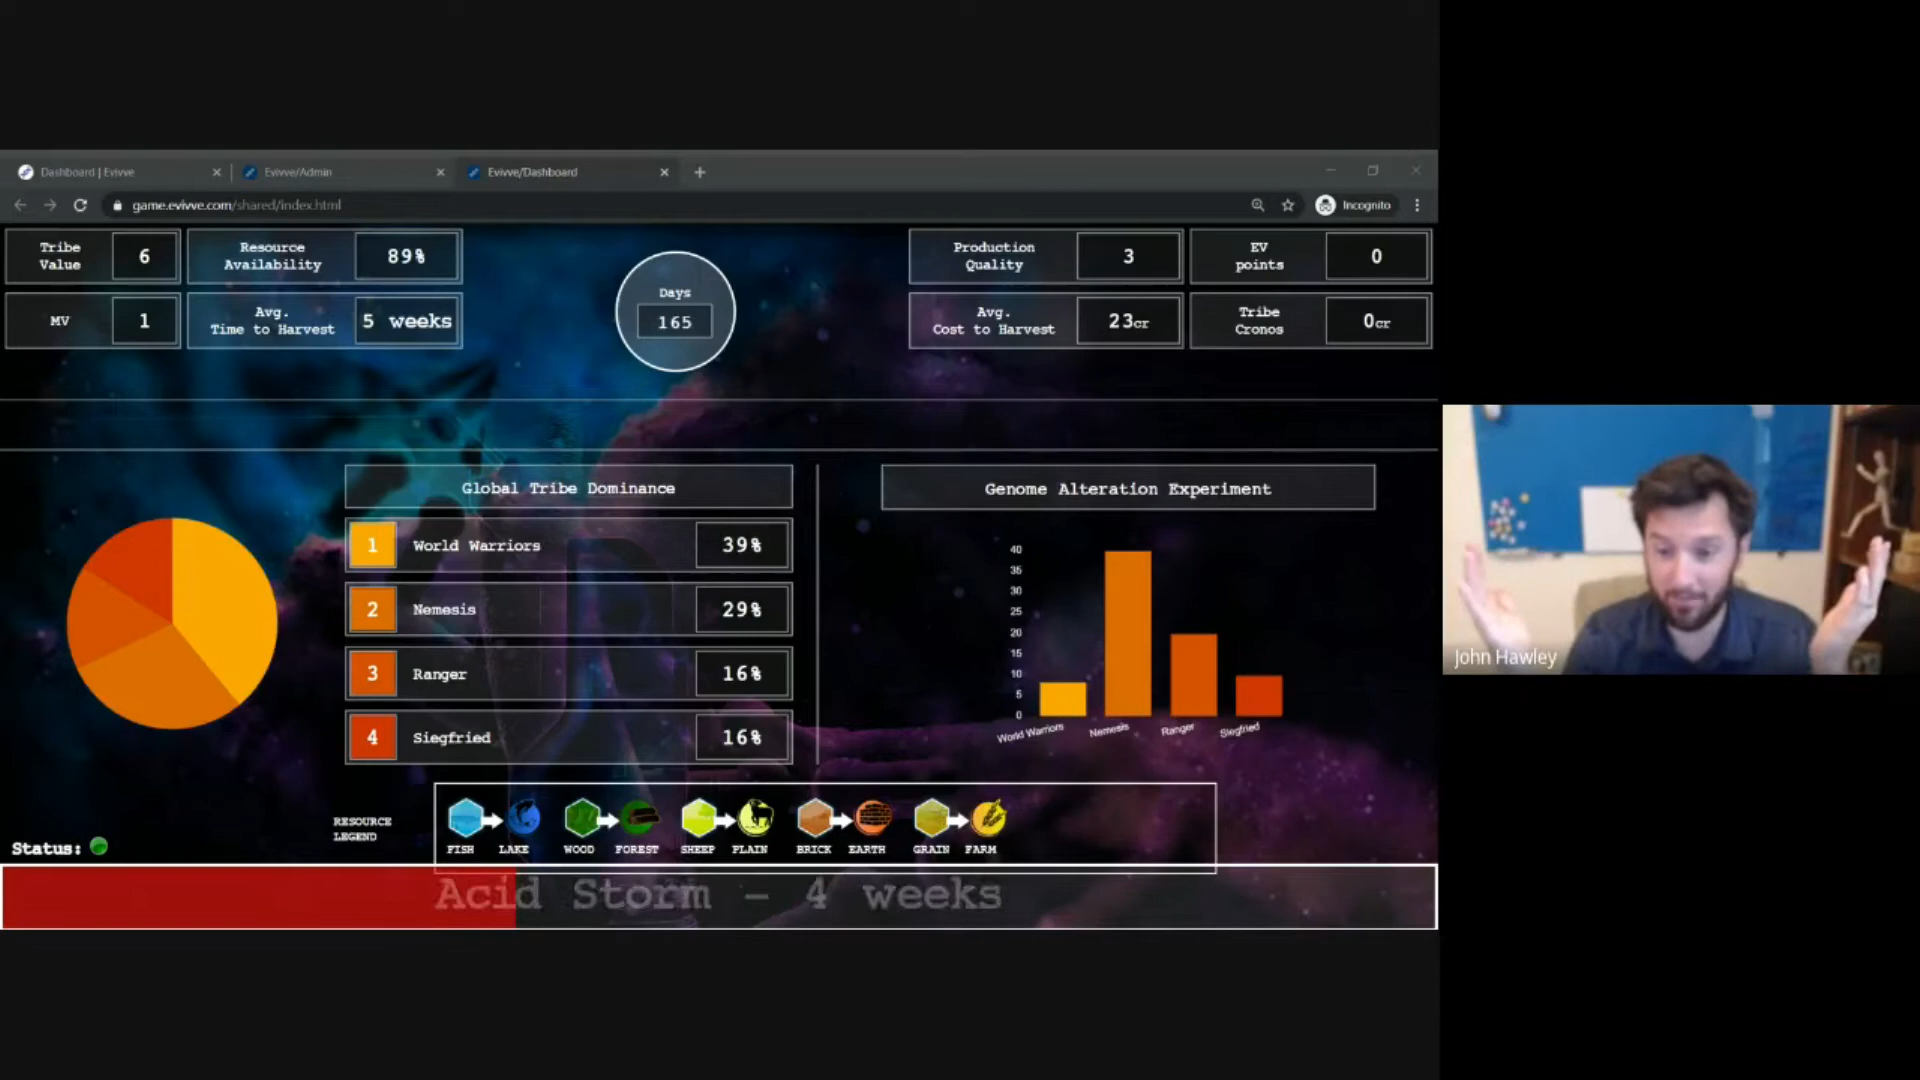 Dashboard | Evivve
Evivve/Admin
Evivve/Dashboard
game.evivve.com/shared/index.html
Incognito
Tribe
Value
6
Resource
Availability
89%
MV
1
Avg.
Time to Harvest
5 weeks
Days
165
Production
Quality
3
EV
points
0
Avg.
Cost to Harvest
23cr
Tribe
Cronos
0cr
Global Tribe Dominance
1 World Warriors 39%
2 Nemesis 29%
3 Ranger 16%
4 Siegfried 16%
Genome Alteration Experiment
40
35
30
25
20
15
10
5
0
World Warriors
Nemesis
Ranger
Siegfried
John Hawley
RESOURCE
LEGEND
FISH LAKE WOOD FOREST SHEEP PLAIN BRICK EARTH GRAIN FARM
Status:
Acid Storm - 4 weeks